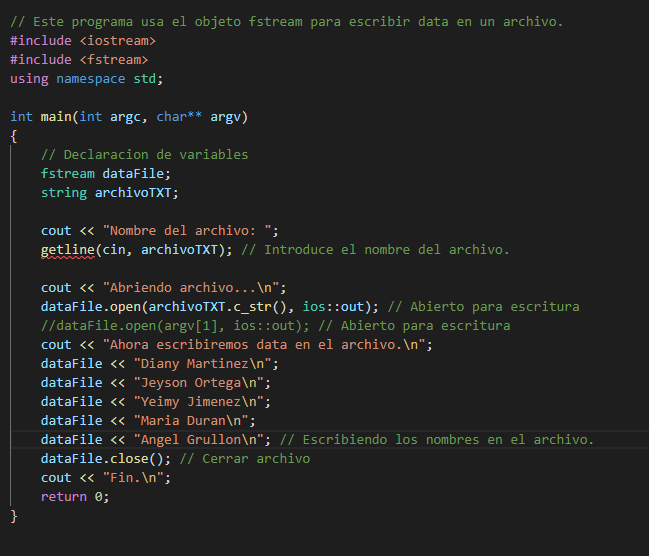 // Este programa usa el objeto fstream para escribir data en un archivo.
#include <iostream>
#include <fstream>
using namespace std;

int main(int argc, char** argv)
{
    // Declaracion de variables
    fstream dataFile;
    string archivoTXT;

    cout << "Nombre del archivo: ";
    getline(cin, archivoTXT); // Introduce el nombre del archivo.

    cout << "Abriendo archivo...\n";
    dataFile.open(archivoTXT.c_str(), ios::out); // Abierto para escritura
    //dataFile.open(argv[1], ios::out); // Abierto para escritura
    cout << "Ahora escribiremos data en el archivo.\n";
    dataFile << "Diany Martinez\n";
    dataFile << "Jeyson Ortega\n";
    dataFile << "Yeimy Jimenez\n";
    dataFile << "Maria Duran\n";
    dataFile << "Angel Grullon\n"; // Escribiendo los nombres en el archivo.
    dataFile.close(); // Cerrar archivo
    cout << "Fin.\n";
    return 0;
}